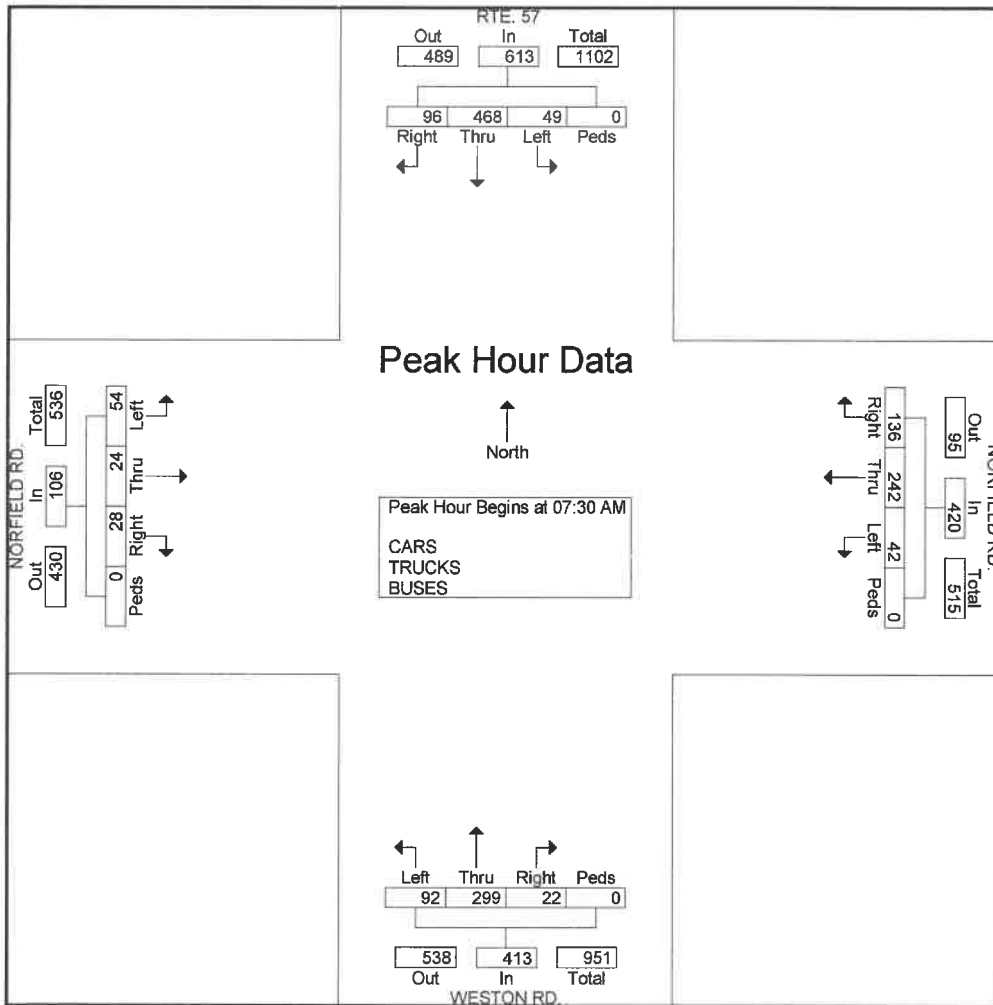 RTE. 57
Out In Total
489 613 1102
96 468 49 0
Right Thru Left Peds
Peak Hour Data
North
Peak Hour Begins at 07:30 AM
CARS
TRUCKS
BUSES
NORFIELD RD.
Out In Total
430 106 536
54 24 28 0
Left Thru Right Peds
Right Thru Left Peds
136 242 42 0
Out In Total
95 420 515
NORFIELD RD.
Left Thru Right Peds
92 299 22 0
538 413 951
Out In Total
WESTON RD.